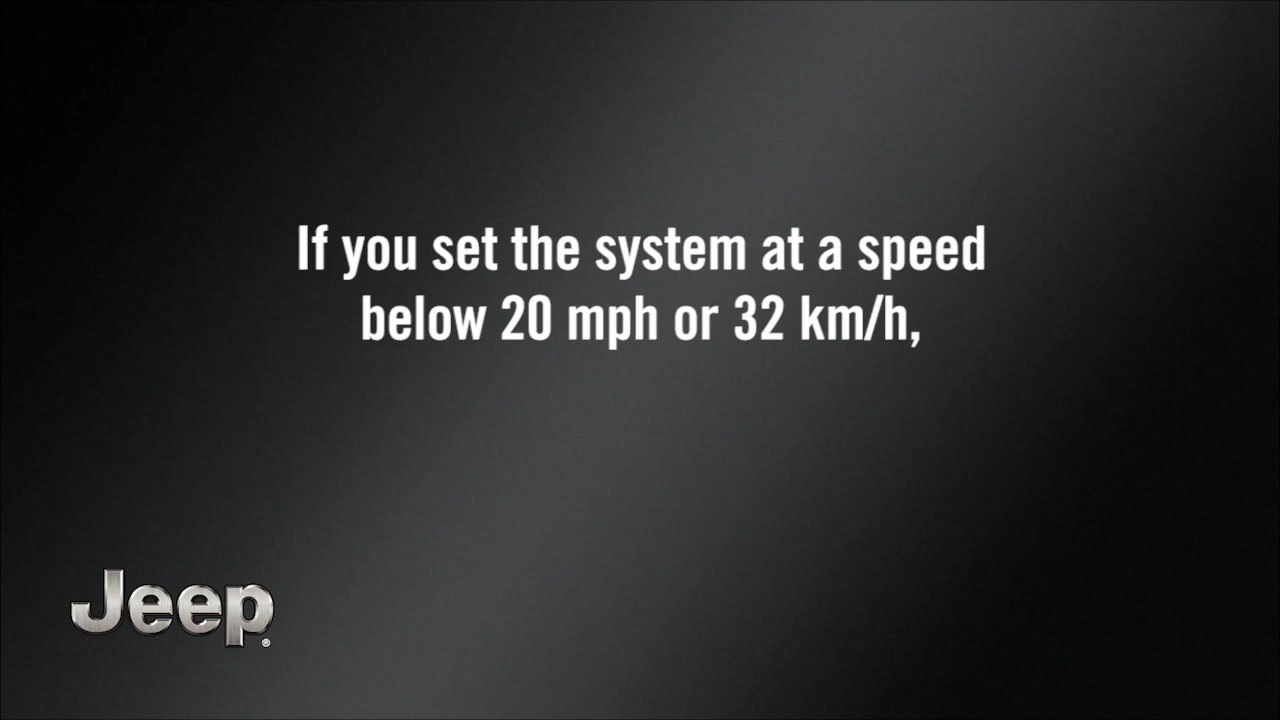 If you set the system at a speed
below 20 mph or 32 km/h,
Jeep®